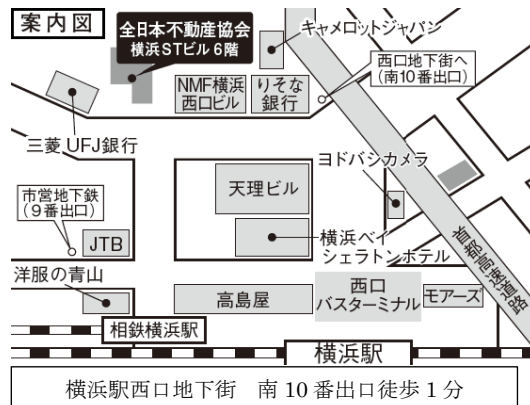 案内図
全日本不動産協会
横浜STビル6階
キャメロットジャパン
西口地下街へ
(南10番出口)
NMF横浜
西口ビル
りそな
銀行
三菱UFJ銀行
ヨドバシカメラ
天理ビル
市営地下鉄
(9番出口)
JTB
横浜ベイ
シェラトンホテル
首都高速道路
洋服の青山
高島屋
西口
バスターミナル
モアーズ
相鉄横浜駅
横浜駅
横浜駅西口地下街 南10番出口徒歩1分